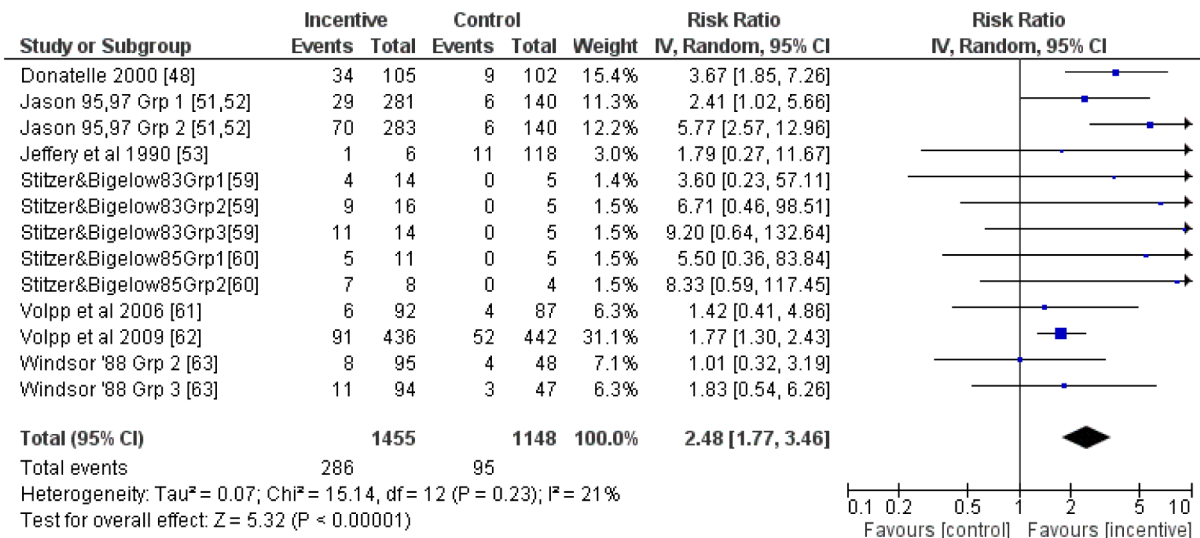 Incentive Control Risk Ratio Risk Ratio
Study or Subgroup Events Total Events Total Weight IV, Random, 95% CI IV, Random, 95% CI
Donatelle 2000 [48] 34 105 9 102 15.4% 3.67 [1.85, 7.26]
Jason 95,97 Grp 1 [51,52] 29 281 6 140 11.3% 2.41 [1.02, 5.66]
Jason 95,97 Grp 2 [51,52] 70 283 6 140 12.2% 5.77 [2.57, 12.96]
Jeffery et al 1990 [53] 1 6 11 118 3.0% 1.79 [0.27, 11.67]
Stitzer&Bigelow83Grp1[59] 4 14 0 5 1.4% 3.60 [0.23, 57.11]
Stitzer&Bigelow83Grp2[59] 9 16 0 5 1.5% 6.71 [0.46, 98.51]
Stitzer&Bigelow83Grp3[59] 11 14 0 5 1.5% 9.20 [0.64, 132.64]
Stitzer&Bigelow85Grp1[60] 5 11 0 5 1.5% 5.50 [0.36, 83.84]
Stitzer&Bigelow85Grp2[60] 7 8 0 4 1.5% 8.33 [0.59, 117.45]
Volpp et al 2006 [61] 6 92 4 87 6.3% 1.42 [0.41, 4.86]
Volpp et al 2009 [62] 91 436 52 442 31.1% 1.77 [1.30, 2.43]
Windsor '88 Grp 2 [63] 8 95 4 48 7.1% 1.01 [0.32, 3.19]
Windsor '88 Grp 3 [63] 11 94 3 47 6.3% 1.83 [0.54, 6.26]
Total (95% CI) 1455 1148 100.0% 2.48 [1.77, 3.46]
Total events 286 95
Heterogeneity: Tau² = 0.07; Chi² = 15.14, df = 12 (P = 0.23); I² = 21%
Test for overall effect: Z = 5.32 (P < 0.00001)
0.1 0.2 0.5 1 2 5 10
Favours [control] Favours [incentive]